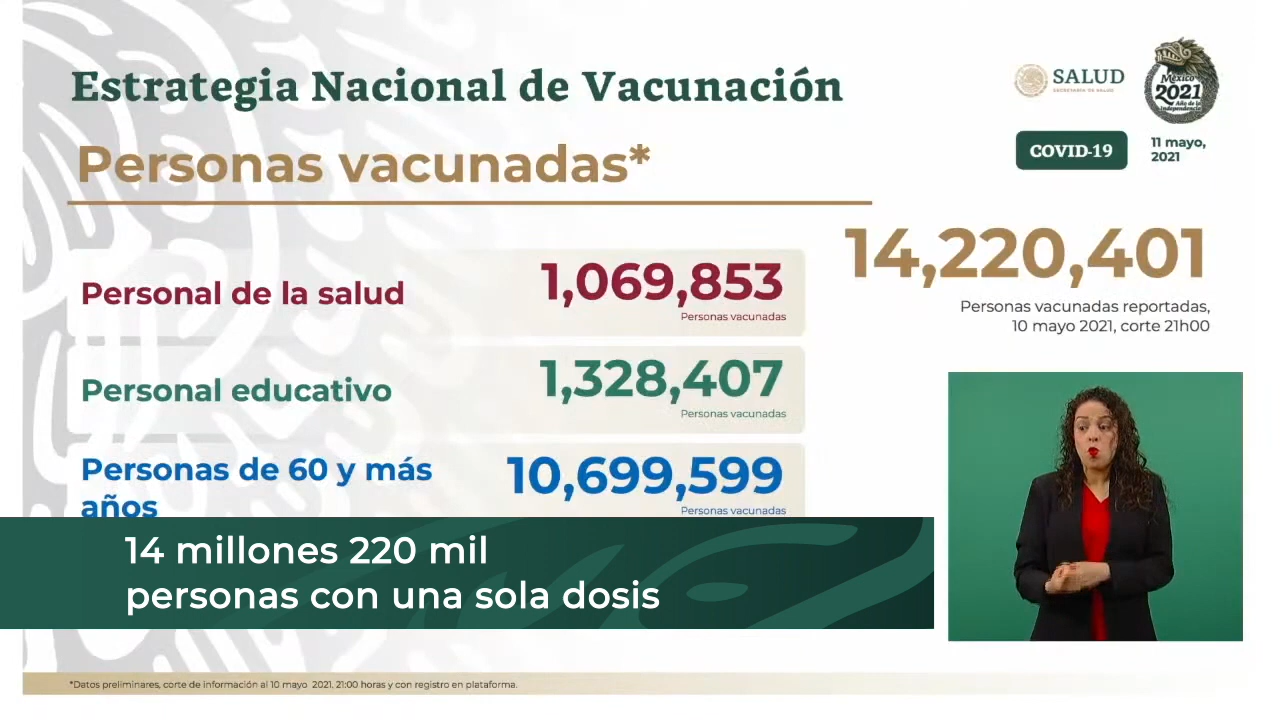 Estrategia Nacional de Vacunación
Personas vacunadas*
SALUD
SECRETARÍA DE SALUD
México
2021
Año de la
Independencia
COVID-19
11 mayo,
2021
14,220,401
Personas vacunadas reportadas,
10 mayo 2021, corte 21h00
Personal de la salud
1,069,853
Personas vacunadas
Personal educativo
1,328,407
Personas vacunadas
Personas de 60 y más
años
10,699,599
Personas vacunadas
14 millones 220 mil
personas con una sola dosis
*Datos preliminares, corte de información al 10 mayo 2021, 21:00 horas y con registro en plataforma.